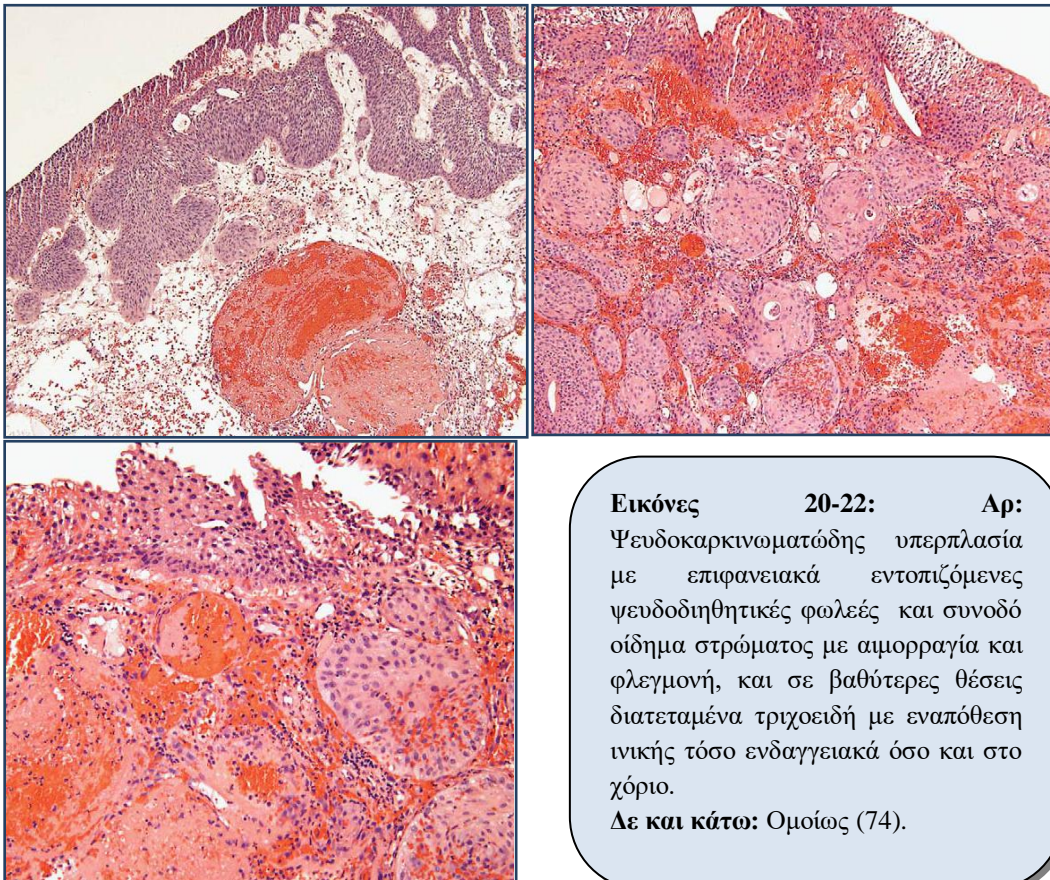 Εικόνες 20-22: Αρ:
Ψευδοκαρκινωματώδης υπερπλασία
με επιφανειακά εντοπιζόμενες
ψευδοδιηθητικές φωλεές και συνοδό
οίδημα στρώματος με αιμορραγία και
φλεγμονή, και σε βαθύτερες θέσεις
διατεταμένα τριχοειδή με εναπόθεση
ινικής τόσο ενδαγγειακά όσο και στο
χόριο.
Δε και κάτω: Ομοίως (74).